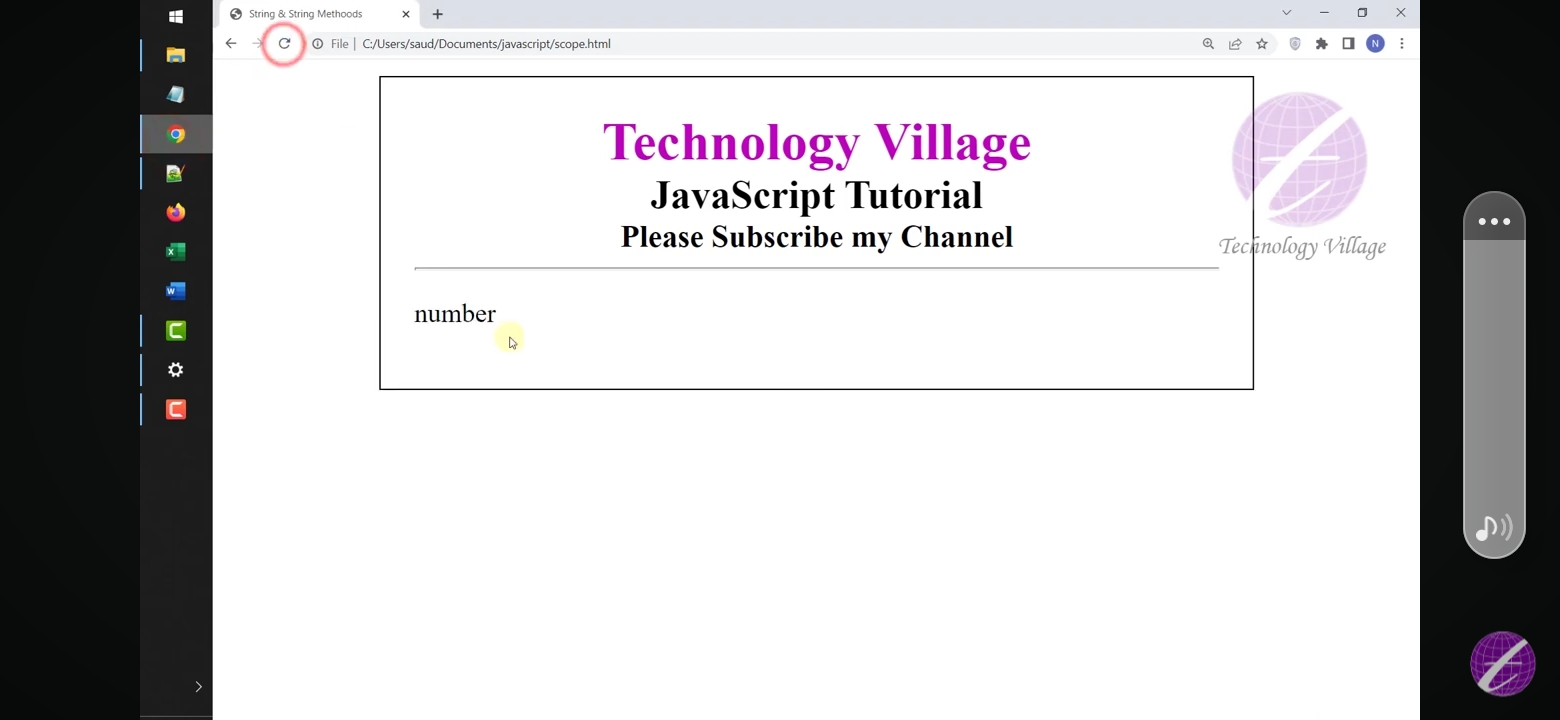 String & String Methoods
File C:/Users/saud/Documents/javascript/scope.html
N
Technology Village
JavaScript Tutorial
Please Subscribe my Channel
Technology Village
number